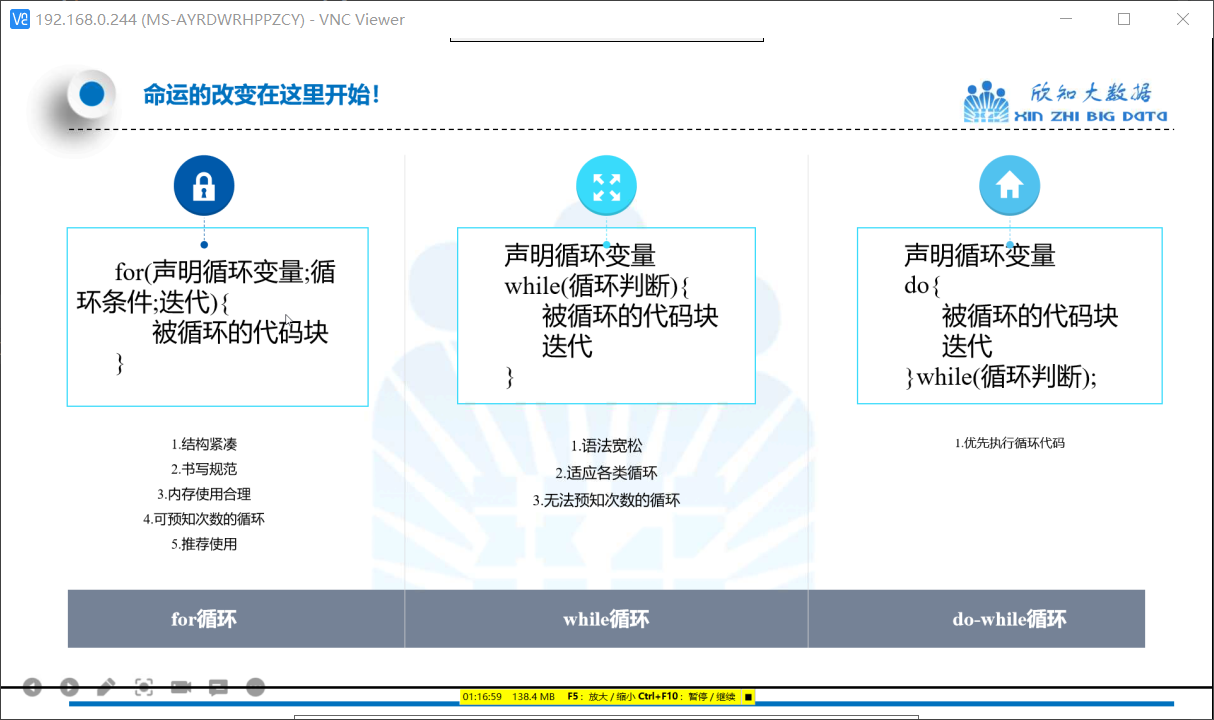 192.168.0.244 (MS-AYRDWRHPPZCY) - VNC Viewer
命运的改变在这里开始!
欣知大数据
XIN ZHI BIG DATA
for(声明循环变量;循
环条件;迭代){
被循环的代码块
}
声明循环变量
while(循环判断){
被循环的代码块
迭代
}
声明循环变量
do{
被循环的代码块
迭代
}while(循环判断);
1.结构紧凑
2.书写规范
3.内存使用合理
4.可预知次数的循环
5.推荐使用
1.语法宽松
2.适应各类循环
3.无法预知次数的循环
1.优先执行循环代码
for循环
while循环
do-while循环
01:16:59 138.4 MB F5：放大 / 缩小 Ctrl+F10：暂停 / 继续